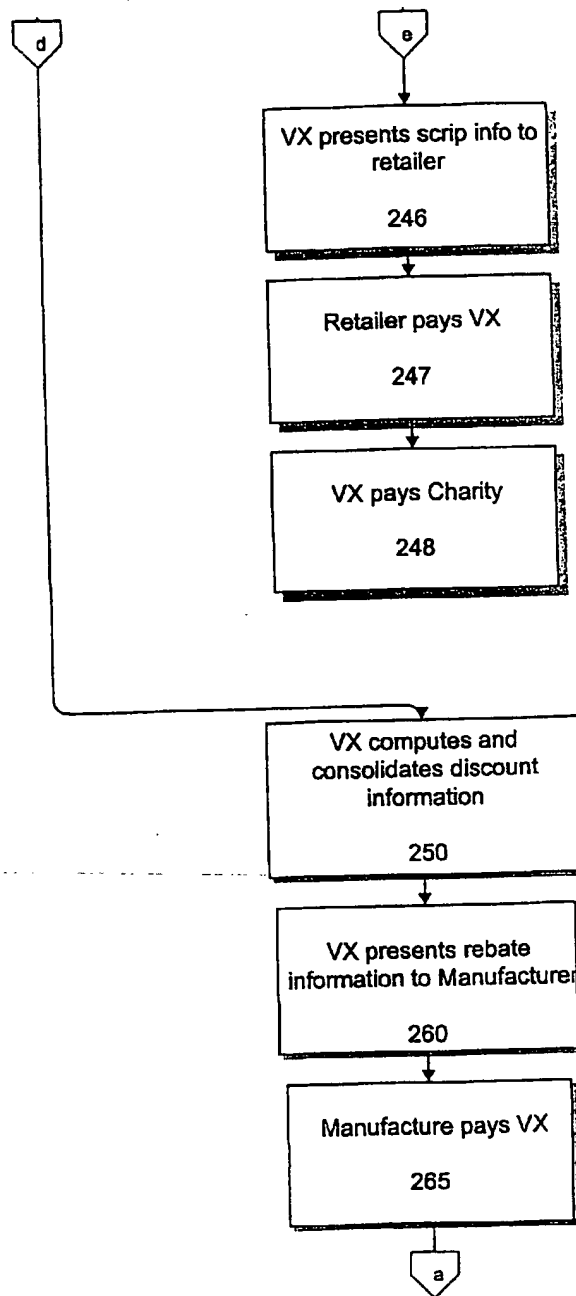 d
e
VX presents scrip info to
retailer
246
Retailer pays VX
247
VX pays Charity
248
VX computes and
consolidates discount
information
250
VX presents rebate
information to Manufacturer
260
Manufacture pays VX
265
a